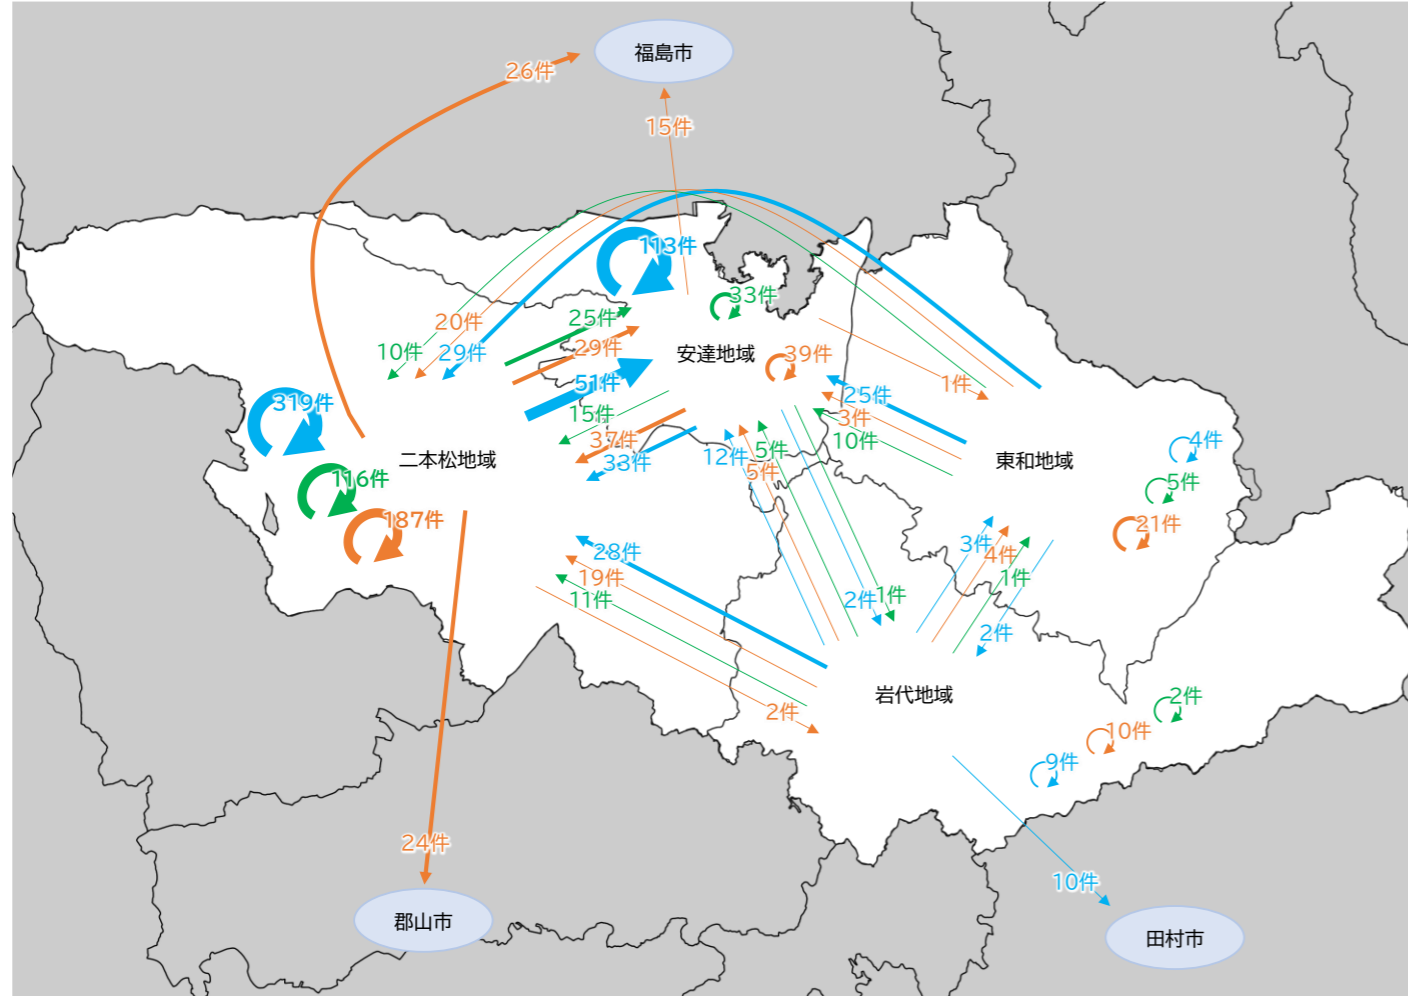 福島市
26件
15件
113件
33件
25件
20件
29件
10件
29件
安達地域
39件
51件
1件
25件
3件
10件
319件
15件
37件
33件
二本松地域
12件
5件
5件
東和地域
4件
5件
21件
116件
187件
28件
19件
11件
3件
4件
1件
2件
2件
1件
岩代地域
2件
2件
10件
9件
24件
10件
郡山市
田村市